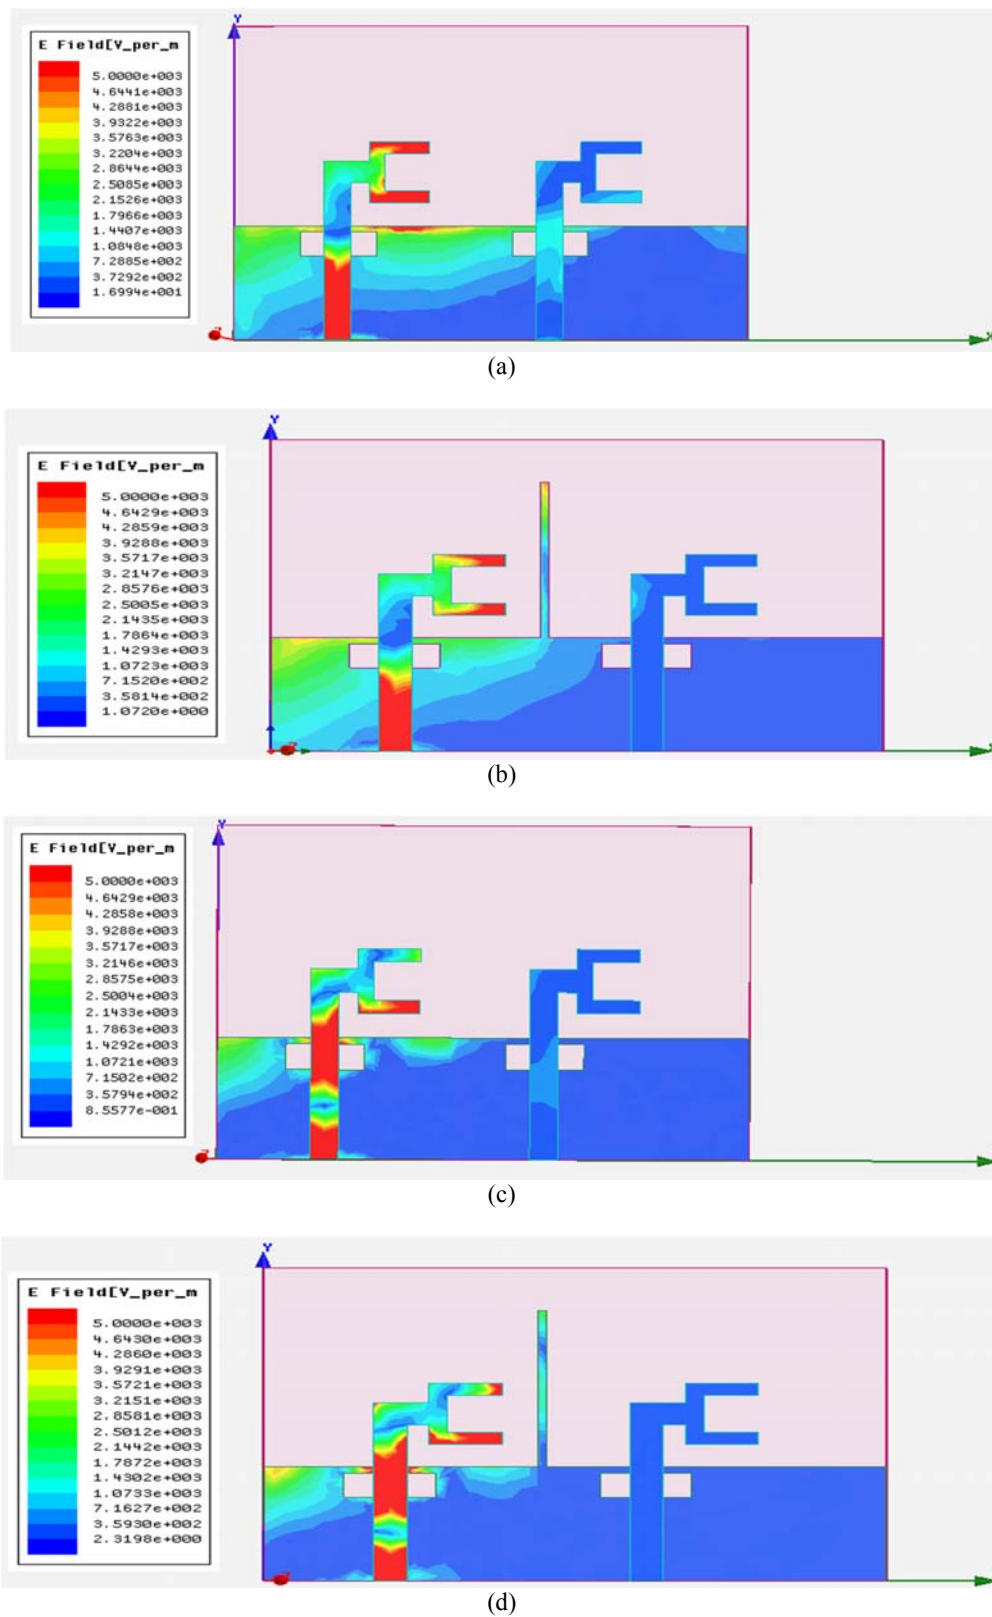 Y
E Field[V_per_m
5.0000e+003
4.6441e+003
4.2881e+003
3.9322e+003
3.5763e+003
3.2204e+003
2.8644e+003
2.5085e+003
2.1526e+003
1.7966e+003
1.4407e+003
1.0848e+003
7.2885e+002
3.7292e+002
1.6994e+001
(a)
Y
E Field[V_per_m
5.0000e+003
4.6429e+003
4.2859e+003
3.9288e+003
3.5717e+003
3.2147e+003
2.8576e+003
2.5005e+003
2.1435e+003
1.7864e+003
1.4293e+003
1.0723e+003
7.1520e+002
3.5814e+002
1.0720e+000
(b)
Y
E Field[V_per_m
5.0000e+003
4.6429e+003
4.2858e+003
3.9288e+003
3.5717e+003
3.2146e+003
2.8575e+003
2.5004e+003
2.1433e+003
1.7863e+003
1.4292e+003
1.0721e+003
7.1502e+002
3.5794e+002
8.5577e-001
(c)
Y
E Field[V_per_m
5.0000e+003
4.6430e+003
4.2860e+003
3.9291e+003
3.5721e+003
3.2151e+003
2.8581e+003
2.5012e+003
2.1442e+003
1.7872e+003
1.4302e+003
1.0733e+003
7.1627e+002
3.5930e+002
2.3198e+000
(d)